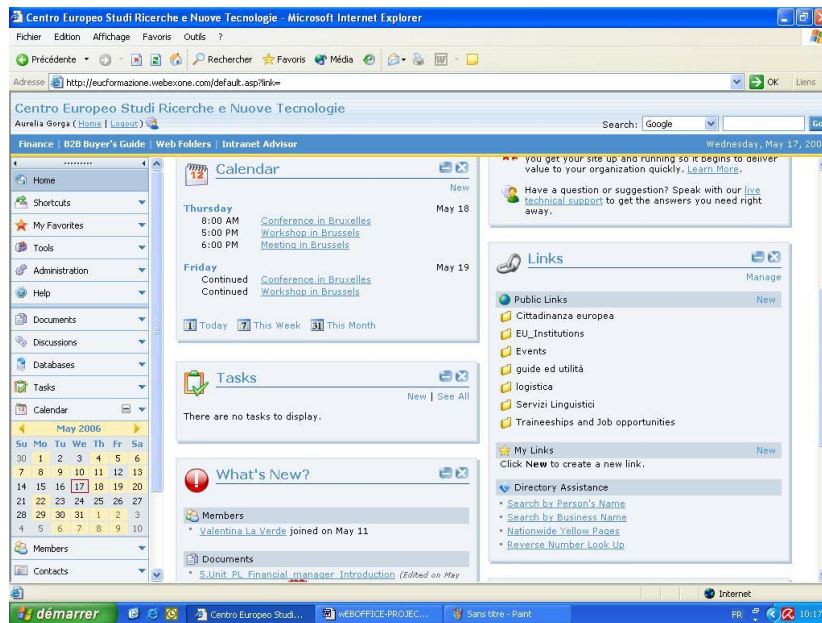 Centro Europeo Studi Ricerche e Nuove Tecnologie - Microsoft Internet Explorer
Fichier Edition Affichage Favoris Outils ?
Précédente Rechercher Favoris Média
Adresse http://eucformazione.webexone.com/default.asp?link= OK Liens
Centro Europeo Studi Ricerche e Nuove Tecnologie
Aurelia Gorga ( Home | Logout )
Search: Google
Finance | B2B Buyer's Guide | Web Folders | Intranet Advisor
Wednesday, May 17,
Home
Shortcuts
My Favorites
Tools
Administration
Help
Documents
Discussions
Databases
Tasks
Calendar
May 2006
Su Mo Tu We Th Fr Sa
30 1 2 3 4 5 6
7 8 9 10 11 12 13
14 15 16 17 18 19 20
21 22 23 24 25 26 27
28 29 30 31 1 2 3
4 5 6 7 8 9 10
Members
Contacts
12 Calendar
New
Thursday May 18
8:00 AM Conference in Bruxelles
5:00 PM Workshop in Brussels
6:00 PM Meeting in Brussels
Friday May 19
Continued Conference in Bruxelles
Continued Workshop in Brussels
1 Today 7 This Week 31 This Month
Tasks
New | See All
There are no tasks to display.
What's New?
Members
Valentina La Verde joined on May 11
Documents
5.Unit PL Financial manager Introduction (Edited on May
you get your site up and running so it begins to deliver
value to your organization quickly. Learn More.
Have a question or suggestion? Speak with our live
technical support to get the answers you need right
away.
Links
Manage
Public Links New
Cittadinanza europea
EU_Institutions
Events
guide ed utilità
logistica
Servizi Linguistici
Traineeships and Job opportunities
My Links New
Click New to create a new link.
Directory Assistance
Search by Person's Name
Search by Business Name
Nationwide Yellow Pages
Reverse Number Look Up
Internet
démarrer Centro Europeo Studi... wEBOFFICE-PROJEC... Sans titre - Paint FR 10:17